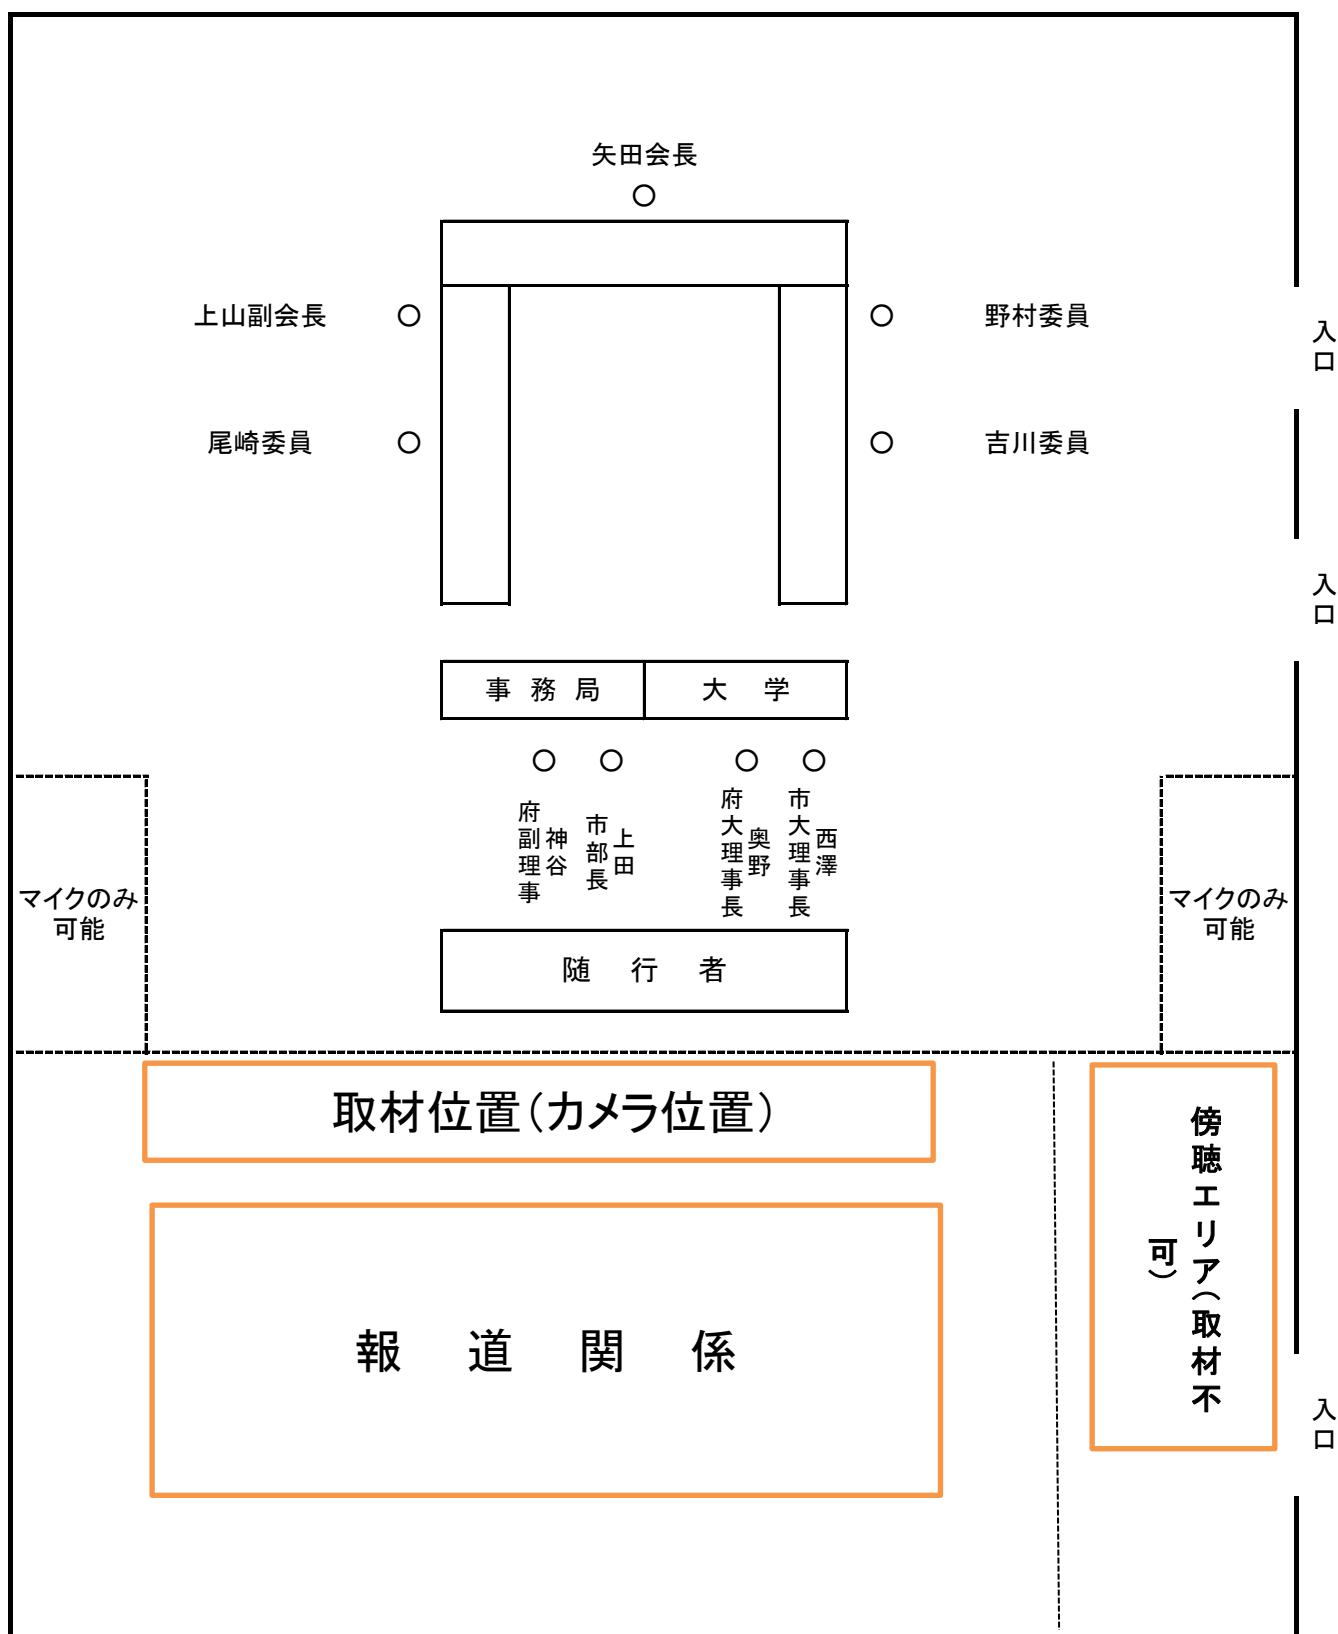 矢田会長
○
上山副会長 ○ ○ 野村委員
入口
尾崎委員 ○ ○ 吉川委員
入口
事務局 大学
○ ○ ○ ○
府副理事
神谷
市部長
上田
府大理事長
奥野
市大理事長
西澤
マイクのみ
可能
マイクのみ
可能
随行者
取材位置(カメラ位置)
傍聴エリア(取材不
可)
報道関係
入口